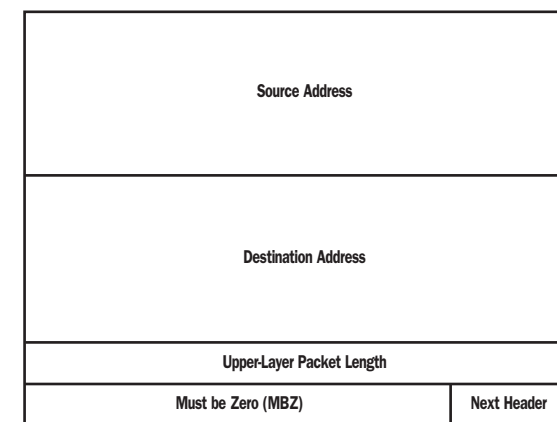 Source Address
Destination Address
Upper-Layer Packet Length
Must be Zero (MBZ) Next Header